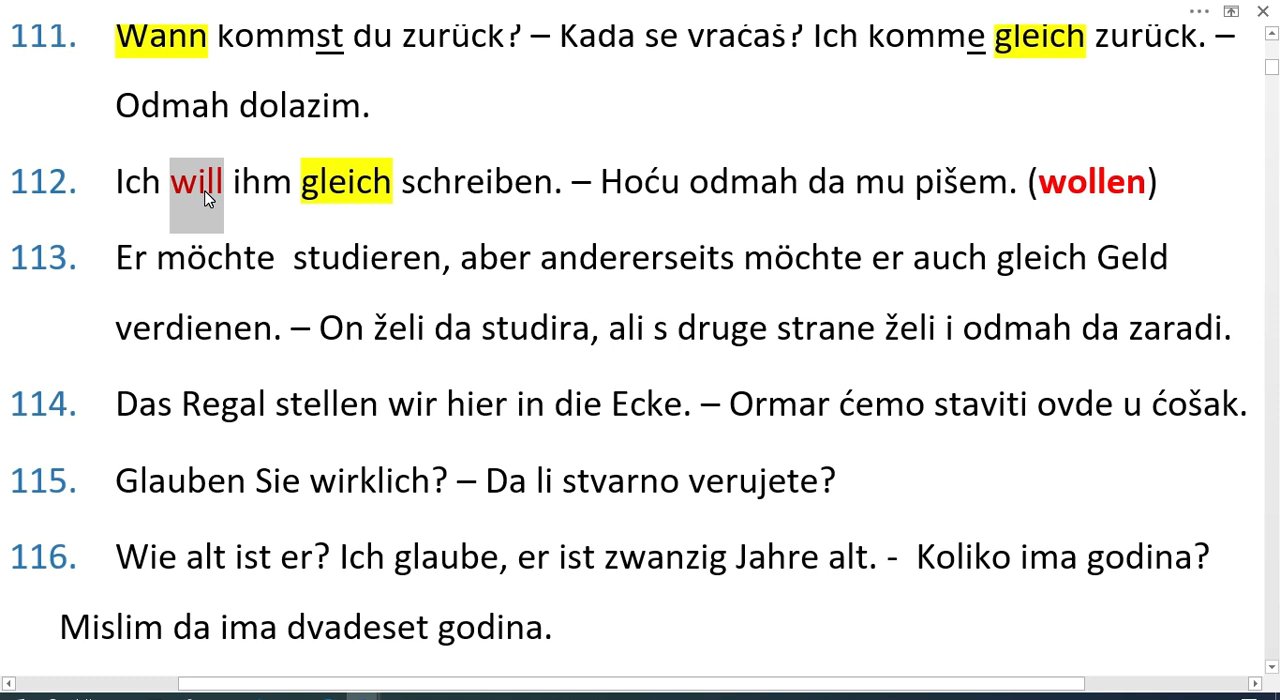 111. Wann kommst du zurück? – Kada se vraćaš? Ich komme gleich zurück. –
Odmah dolazim.
112. Ich will ihm gleich schreiben. – Hoću odmah da mu pišem. (wollen)
113. Er möchte  studieren, aber andererseits möchte er auch gleich Geld
verdienen. – On želi da studira, ali s druge strane želi i odmah da zaradi.
114. Das Regal stellen wir hier in die Ecke. – Ormar ćemo staviti ovde u ćošak.
115. Glauben Sie wirklich? – Da li stvarno verujete?
116. Wie alt ist er? Ich glaube, er ist zwanzig Jahre alt. -  Koliko ima godina?
Mislim da ima dvadeset godina.